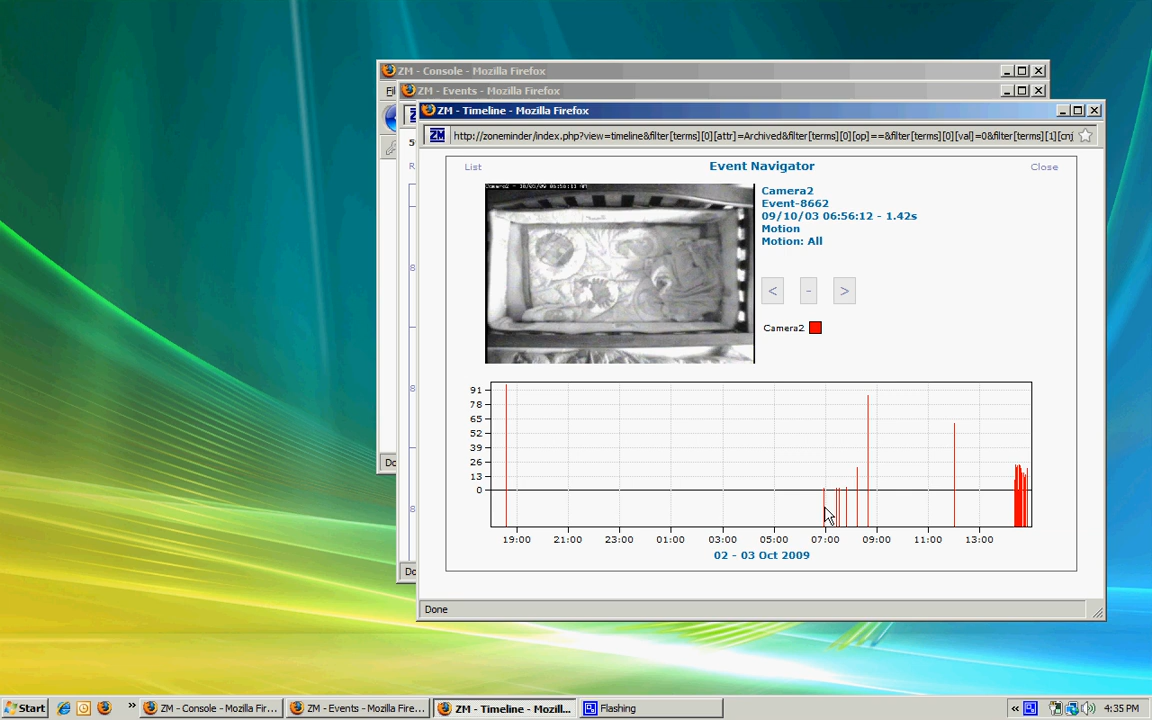 ZM - Console - Mozilla Firefox
ZM - Events - Mozilla Firefox
ZM - Timeline - Mozilla Firefox
ZM http://zoneminder/index.php?view=timeline&filter[terms][0][attr]=Archived&filter[terms][0][op]==&filter[terms][0][val]=0&filter[terms][1][cnj
List Event Navigator Close
Camera2
Event-8662
09/10/03 06:56:12 - 1.42s
Motion
Motion: All
< - >
Camera2
91
78
65
52
39
26
13
0
19:00 21:00 23:00 01:00 03:00 05:00 07:00 09:00 11:00 13:00
02 - 03 Oct 2009
Done
Start » ZM - Console - Mozilla Fir... ZM - Events - Mozilla Fire... ZM - Timeline - Mozill... Flashing « 4:35 PM